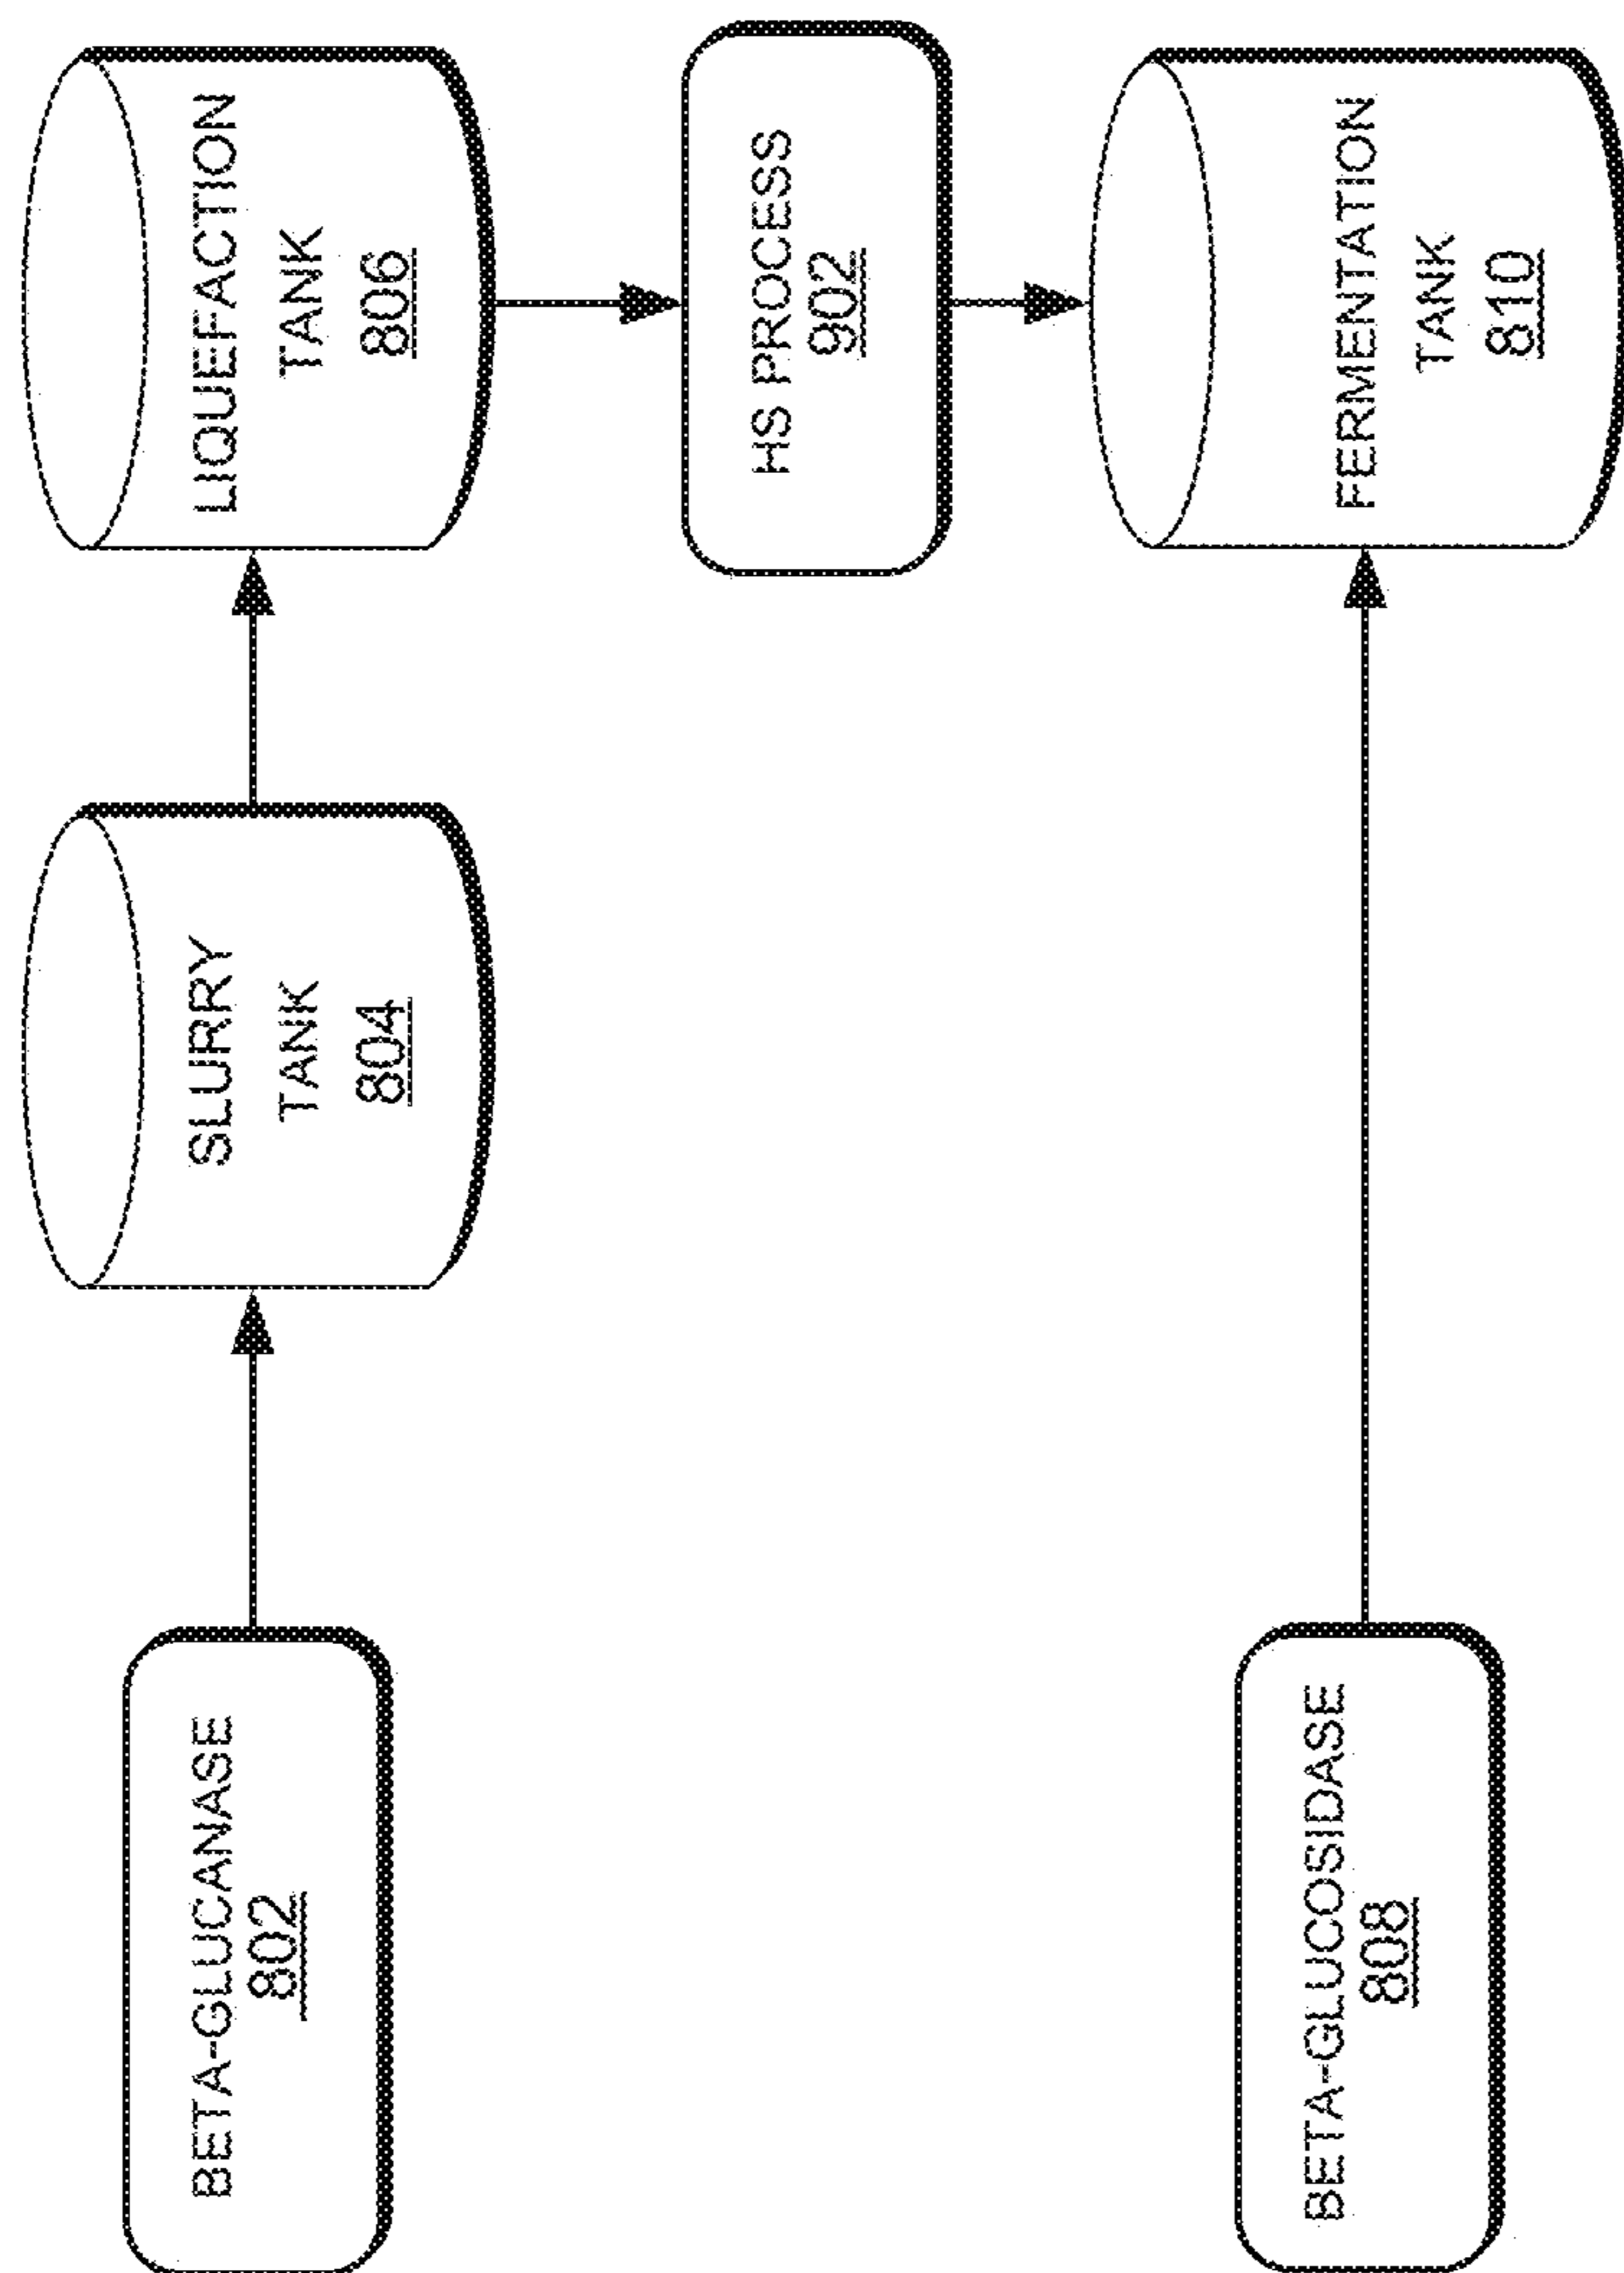 BETA-GLUCANASE
802
SLURRY
TANK
804
LIQUEFACTION
TANK
806
HS PROCESS
902
BETA-GLUCOSIDASE
808
FERMENTATION
TANK
810